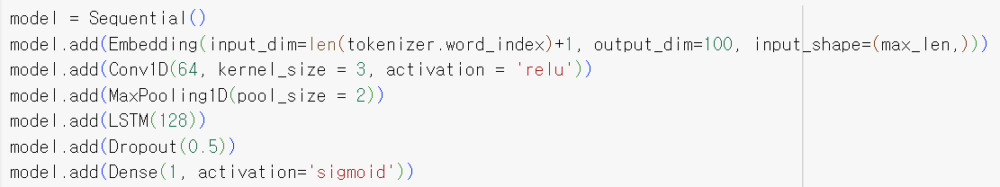 model = Sequential()
model.add(Embedding(input_dim=len(tokenizer.word_index)+1, output_dim=100, input_shape=(max_len,)))
model.add(Conv1D(64, kernel_size = 3, activation = 'relu'))
model.add(MaxPooling1D(pool_size = 2))
model.add(LSTM(128))
model.add(Dropout(0.5))
model.add(Dense(1, activation='sigmoid'))